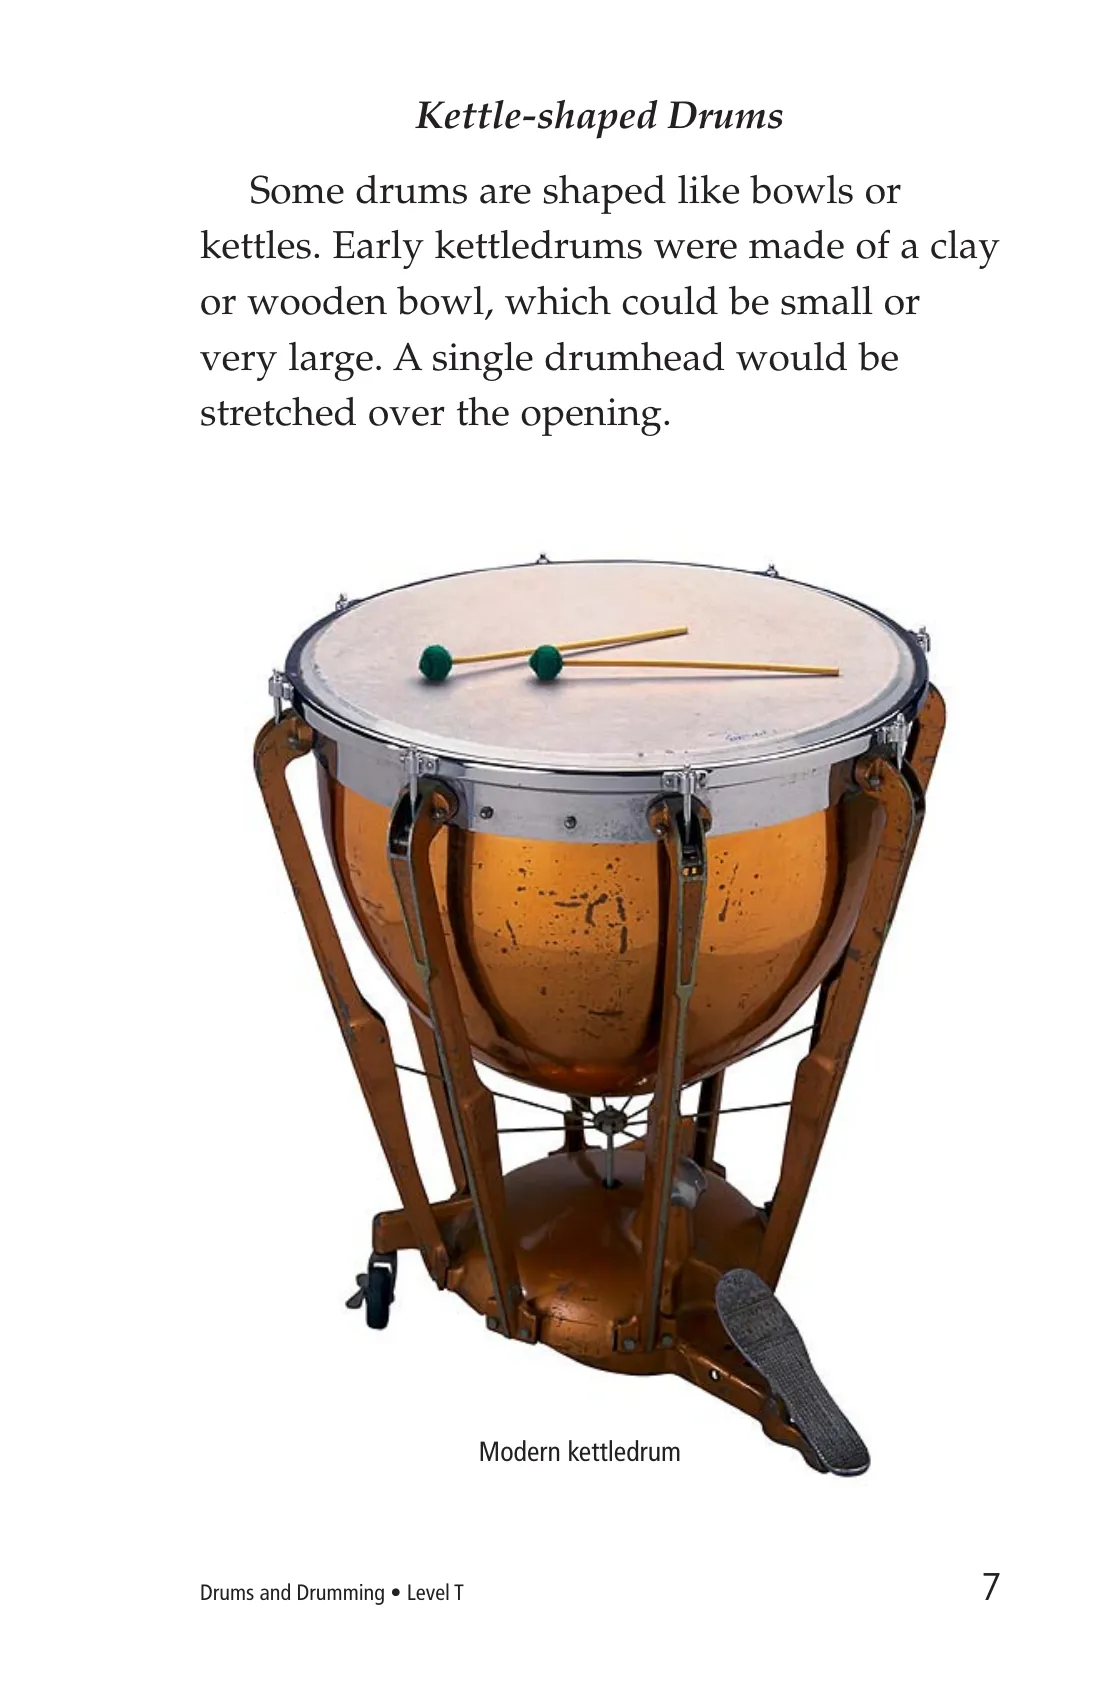 Kettle-shaped Drums
Some drums are shaped like bowls or
kettles. Early kettledrums were made of a clay
or wooden bowl, which could be small or
very large. A single drumhead would be
stretched over the opening.
Modern kettledrum
Drums and Drumming • Level T
7